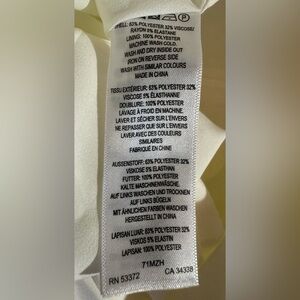 SHELL: 63% POLYESTER 32% VISCOSE/
RAYON 5% ELASTANE
LINING: 100% POLYESTER
MACHINE WASH COLD.
WASH AND DRY INSIDE OUT
IRON ON REVERSE SIDE
WASH WITH SIMILAR COLOURS
MADE IN CHINA
TISSU EXTÉRIEUR: 63% POLYESTER 32%
VISCOSE 5% ÉLASTHANNE
DOUBLURE: 100% POLYESTER
LAVAGE À FROID EN MACHINE.
LAVER ET SÉCHER SUR L'ENVERS
NE REPASSER QUE SUR L'ENVERS
LAVER AVEC DES COULEURS
SIMILAIRES
FABRIQUÉ EN CHINE
AUSSENSTOFF: 63% POLYESTER 32%
VISKOSE 5% ELASTHAN
FUTTER: 100% POLYESTER
KALTE MASCHINENWÄSCHE.
AUF LINKS WASCHEN UND TROCKNEN
AUF LINKS BÜGELN
MIT ÄHNLICHEN FARBEN WASCHEN
HERGESTELLT IN CHINA
LAPISAN LUAR: 63% POLYESTER 32%
VISKOS 5% ELASTIN
LAPISAN: 100% POLYESTER
71MZH
RN 53372 CA 34338